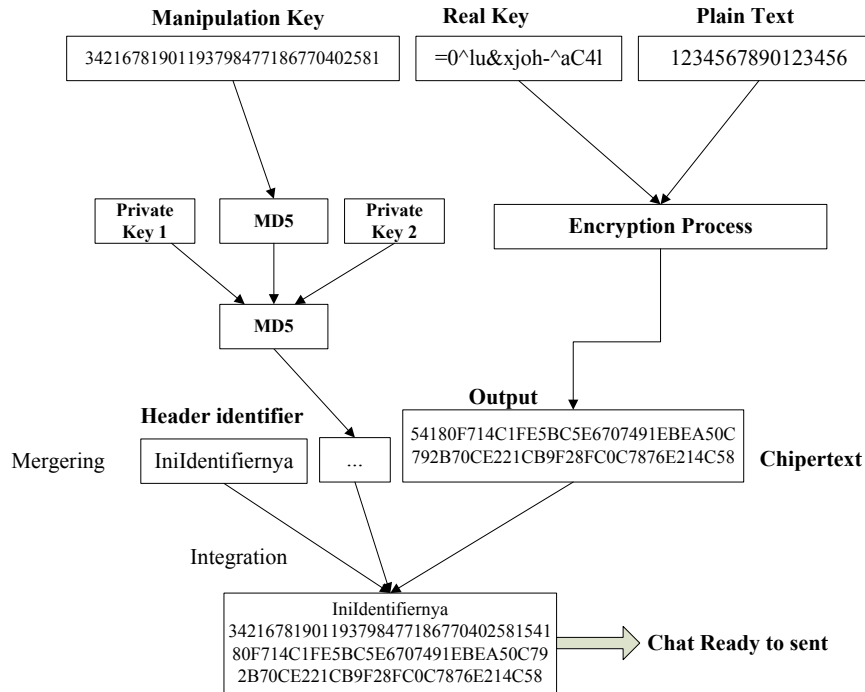 Manipulation Key
Real Key
Plain Text
34216781901193798477186770402581
=0^lu&xjoh-^aC4l
1234567890123456
Private
Key 1
MD5
Private
Key 2
Encryption Process
MD5
Output
Header identifier
54180F714C1FE5BC5E6707491EBEA50C
792B70CE221CB9F28FC0C7876E214C58
Mergering
IniIdentifiernya
...
Chipertext
Integration
IniIdentifiernya
34216781901193798477186770402581541
80F714C1FE5BC5E6707491EBEA50C79
2B70CE221CB9F28FC0C7876E214C58
Chat Ready to sent